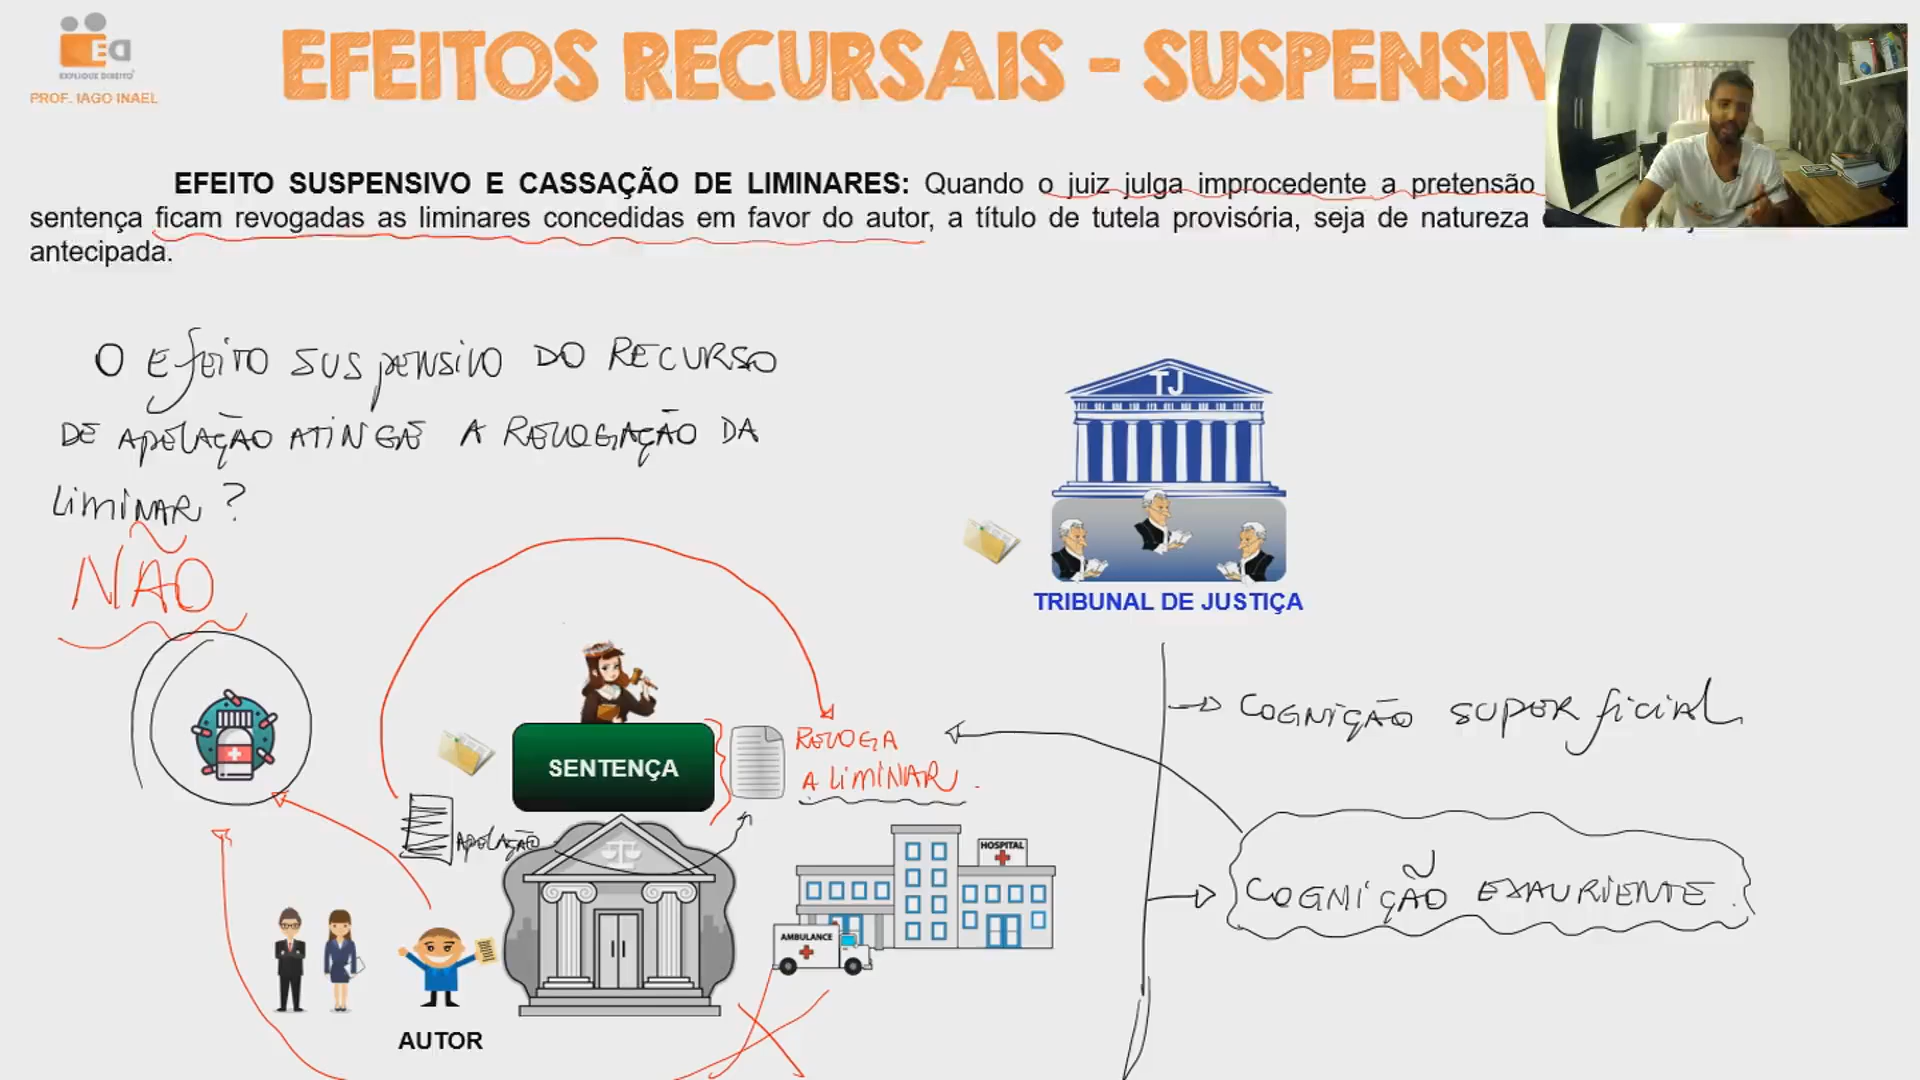 ED
EXPLIQUE DIREITO
PROF. IAGO INAEL
EFEITOS RECURSAIS - SUSPENSIV
EFEITO SUSPENSIVO E CASSAÇÃO DE LIMINARES: Quando o juiz julga improcedente a pretensão
sentença ficam revogadas as liminares concedidas em favor do autor, a título de tutela provisória, seja de natureza
antecipada.
O EFEITO SUSPENSIVO DO RECURSO
DE APELAÇÃO ATINGE A REVOGAÇÃO DA
LIMINAR?
NÃO
TJ
TRIBUNAL DE JUSTIÇA
COGNIÇÃO SUPERFICIAL
SENTENÇA
REVOGA
A LIMINAR.
APELAÇÃO
HOSPITAL
AMBULANCE
COGNIÇÃO EXAURIENTE.
AUTOR